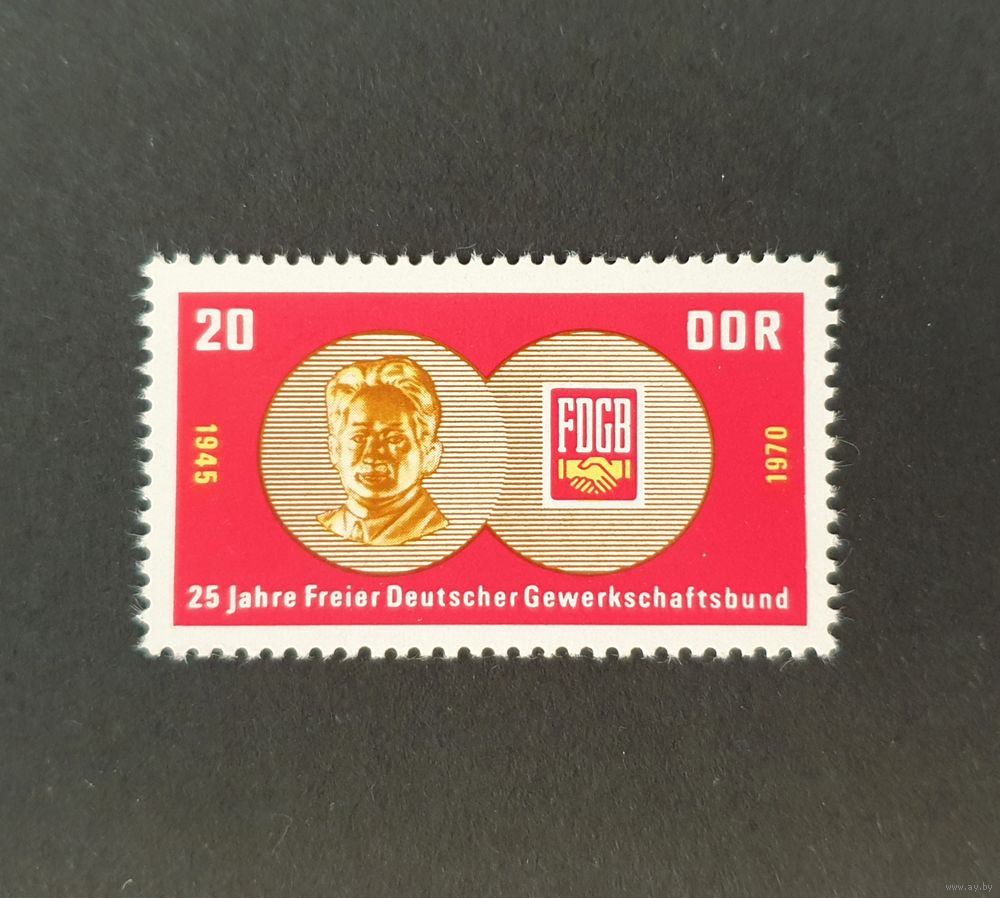 20
DDR
1945
FDGB
1970
25 Jahre Freier Deutscher Gewerkschaftsbund
www.ay.by